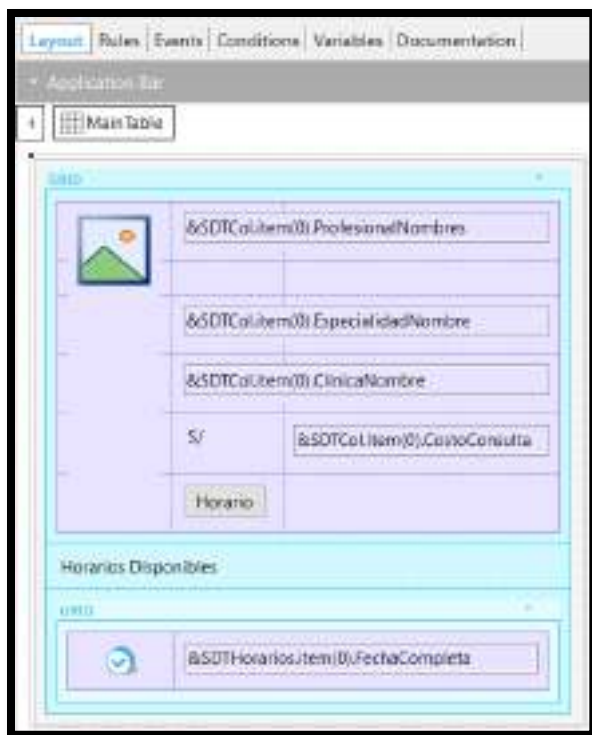 Layout Rules Events Conditions Variables Documentation
Application Bar
MainTable
GRID
&SDTCol.item(0).ProfesionalNombres
&SDTCol.item(0).EspecialidadNombre
&SDTCol.item(0).ClinicaNombre
S/ &SDTCol.item(0).CostoConsulta
Horario
Horarios Disponibles
GRID
&SDTHorarios.item(0).FechaCompleta